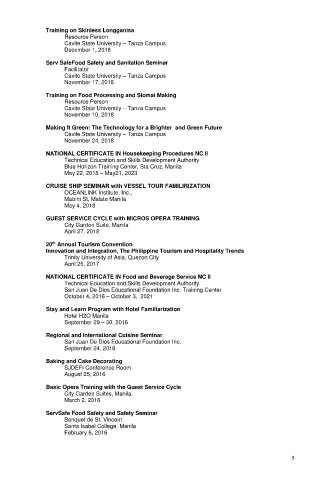 Training on Skinless Longganisa
Resource Person
Cavite State University – Tanza Campus
December 1, 2018
Serv SafeFood Safety and Sanitation Seminar
Facilitator
Cavite State University – Tanza Campus
November 17, 2018
Training on Food Processing and Siomai Making
Resource Person
Cavite State University – Tanza Campus
November 10, 2018
Making It Green: The Technology for a Brighter and Green Future
Cavite State University – Tanza Campus
November 24, 2018
NATIONAL CERTIFICATE IN Housekeeping Procedures NC II
Technical Education and Skills Development Authority
Blue Horizon Training Center, Sta Cruz, Manila
May 22, 2018 – May21, 2023
CRUISE SHIP SEMINAR with VESSEL TOUR FAMILIRIZATION
OCEANLINK Institute, Inc.,
Mabini St, Malate Manila
May 4, 2018
GUEST SERVICE CYCLE with MICROS OPERA TRAINING
City Garden Suite, Manila
April 27, 2018
20th Annual Tourism Convention
Innovation and Integration, The Philippine Tourism and Hospitality Trends
Trinity University of Asia, Quezon City
April 25, 2017
NATIONAL CERTIFICATE IN Food and Beverage Service NC II
Technical Education and Skills Development Authority
San Juan De Dios Educational Foundation Inc. Training Center
October 4, 2016 – October 3, 2021
Stay and Learn Program with Hotel Familiarization
Hotel H2O Manila
September 29 – 30, 2016
Regional and International Cuisine Seminar
San Juan De Dios Educational Foundation Inc.
September 24, 2016
Baking and Cake Decorating
SJDEFI Conference Room
August 25, 2016
Basic Opera Training with the Guest Service Cycle
City Garden Suites, Manila
March 2, 2016
ServSafe Food Safety and Safety Seminar
Banquet de St. Vincent
Santa Isabel College, Manila
February 6, 2016
5